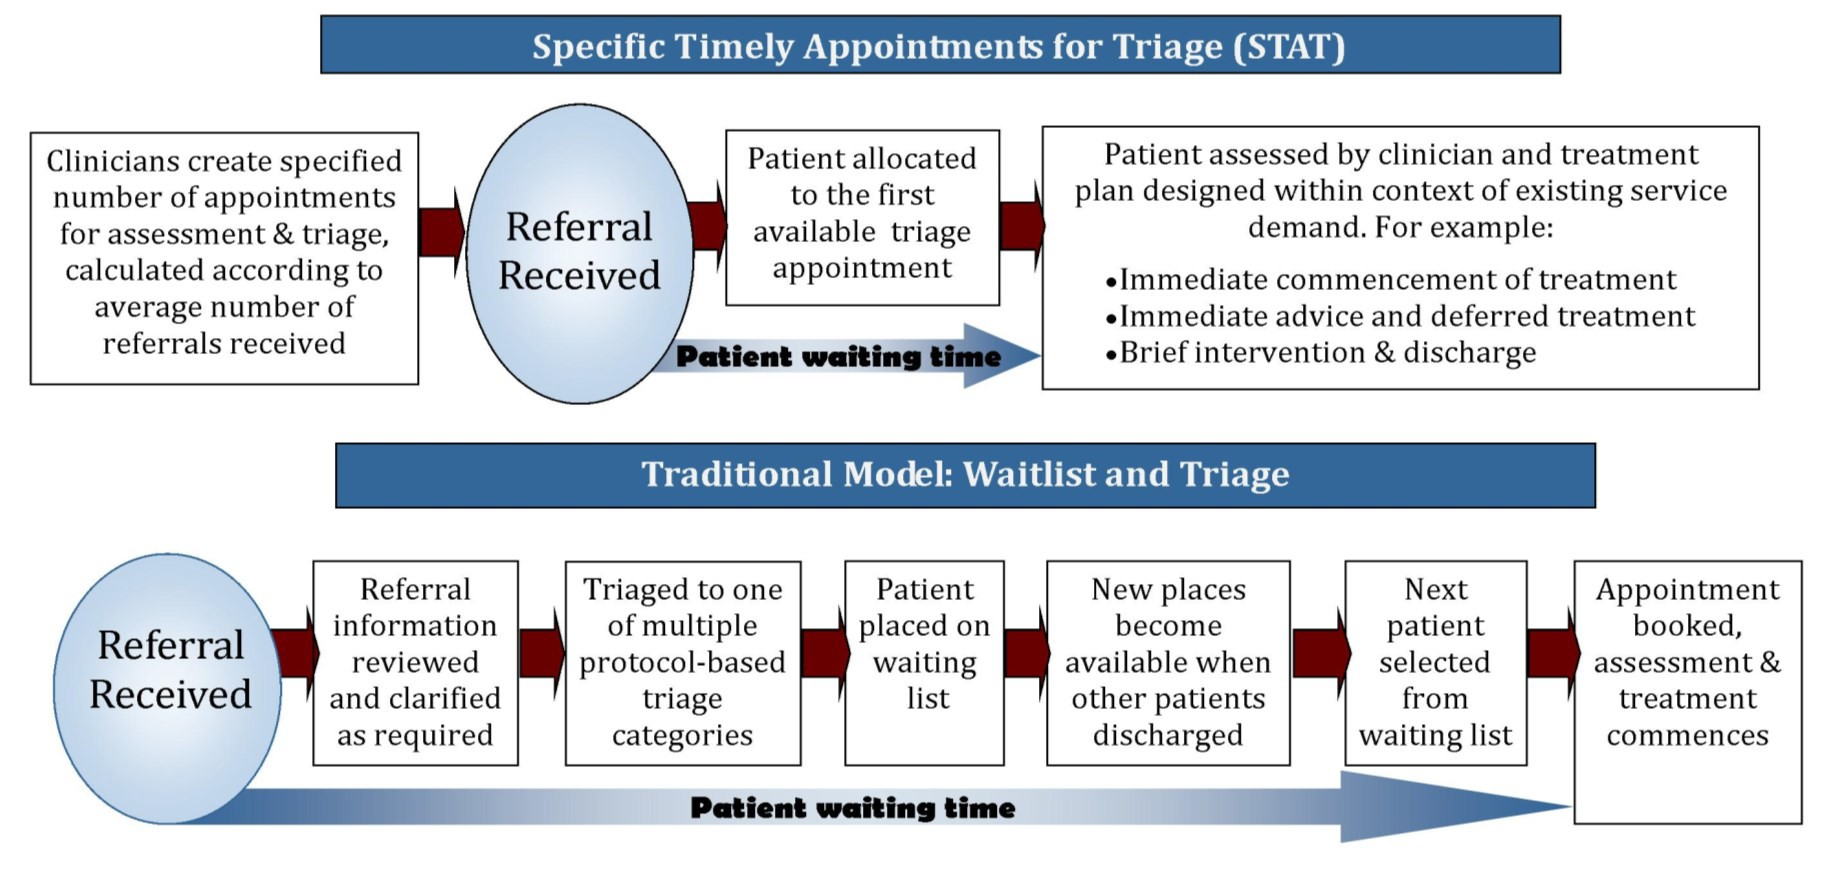 Specific Timely Appointments for Triage (STAT)
Clinicians create specified
number of appointments
for assessment & triage,
calculated according to
average number of
referrals received
Referral
Received
Patient allocated
to the first
available triage
appointment
Patient waiting time
Patient assessed by clinician and treatment
plan designed within context of existing service
demand. For example:
•Immediate commencement of treatment
•Immediate advice and deferred treatment
•Brief intervention & discharge
Traditional Model: Waitlist and Triage
Referral
Received
Referral
information
reviewed
and clarified
as required
Triaged to one
of multiple
protocol-based
triage
categories
Patient
placed on
waiting
list
New places
become
available when
other patients
discharged
Next
patient
selected
from
waiting list
Appointment
booked,
assessment &
treatment
commences
Patient waiting time